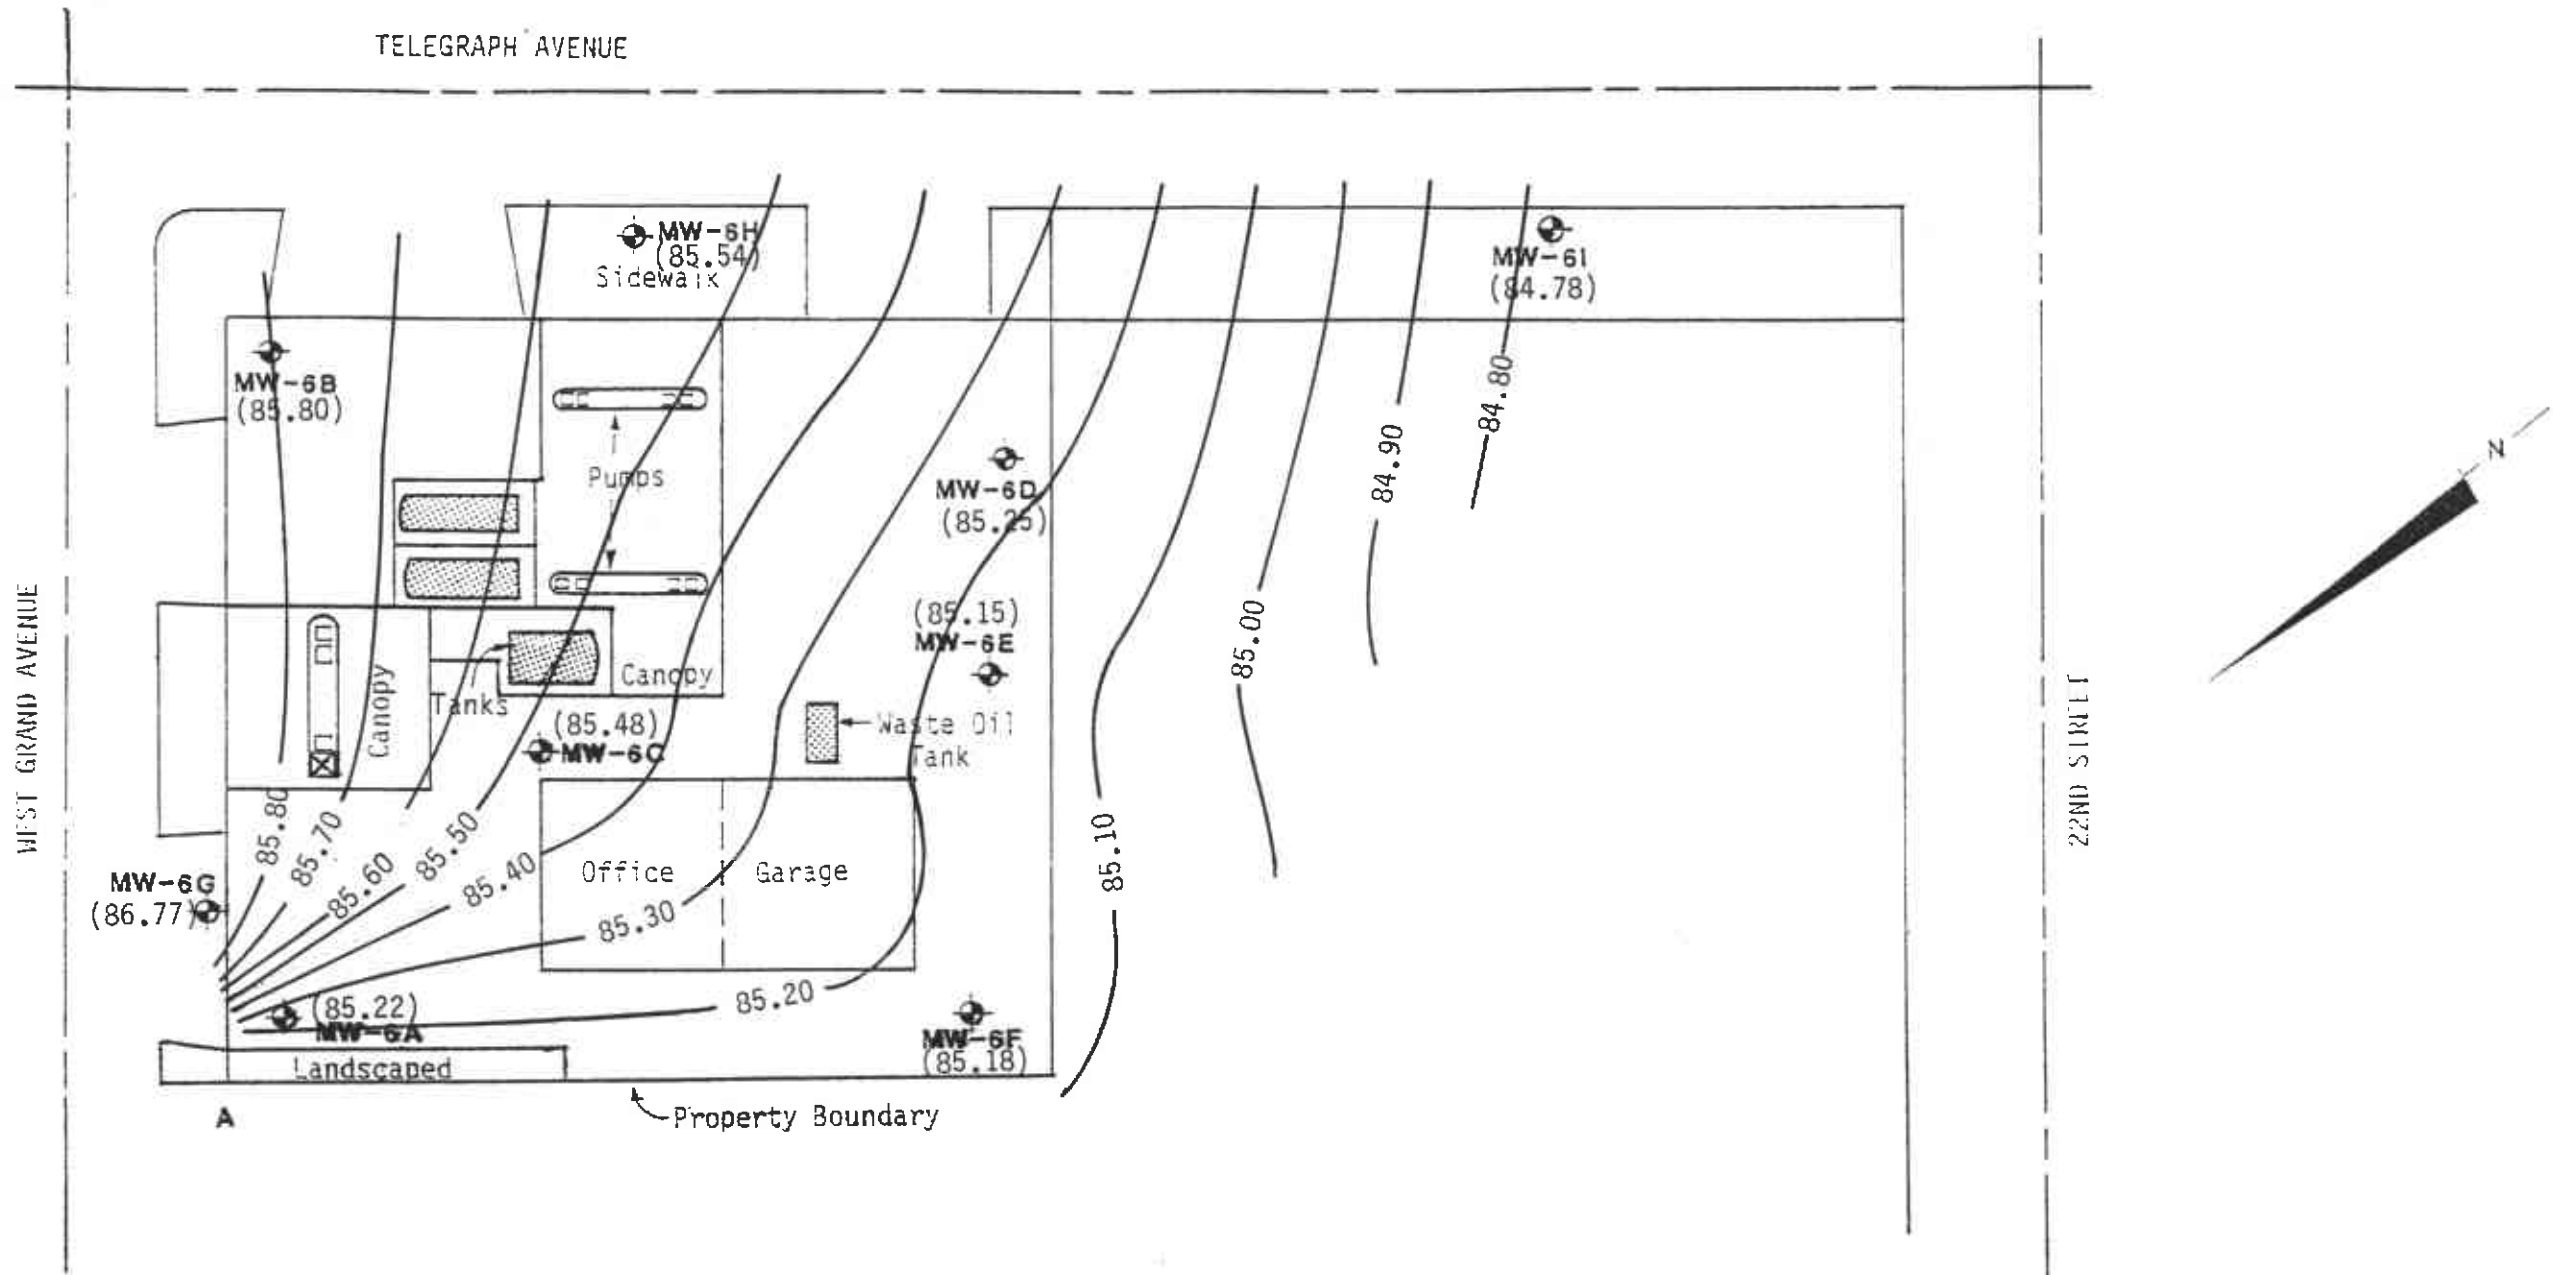 TELEGRAPH AVENUE
MW-6H
(85.54)
Sidewalk
MW-6I
(84.78)
MW-6B
(85.80)
84.80
84.90
N
Pumps
MW-6D
(85.25)
WEST GRAND AVENUE
(85.15)
MW-6E
85.00
Canopy
Canopy
Tanks
(85.48)
MW-6C
Waste Oil
Tank
22ND STREET
85.80
85.70
85.60
85.50
85.40
85.30
85.20
85.10
MW-6G
(86.77)
Office
Garage
(85.22)
MW-6A
Landscaped
MW-6F
(85.18)
A
Property Boundary